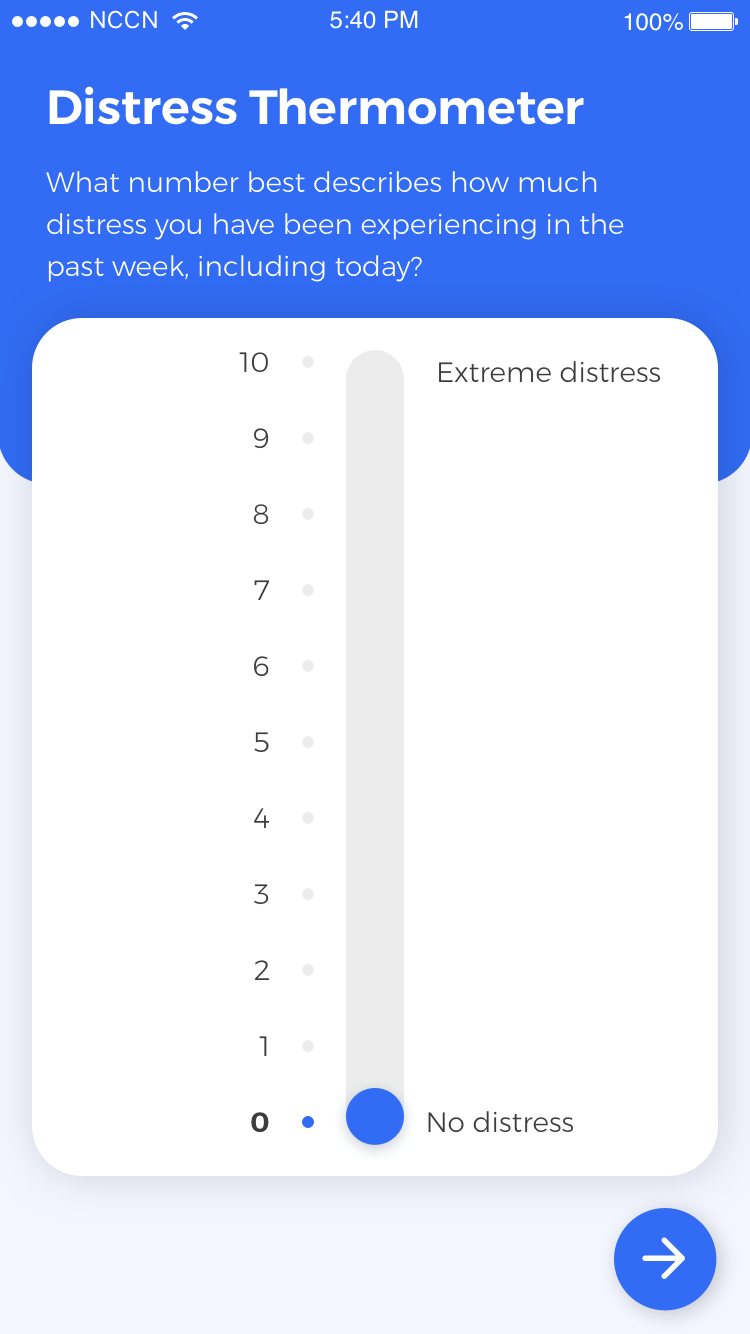 NCCN 5:40 PM 100%
Distress Thermometer
What number best describes how much
distress you have been experiencing in the
past week, including today?
10 Extreme distress
9
8
7
6
5
4
3
2
1
0 No distress